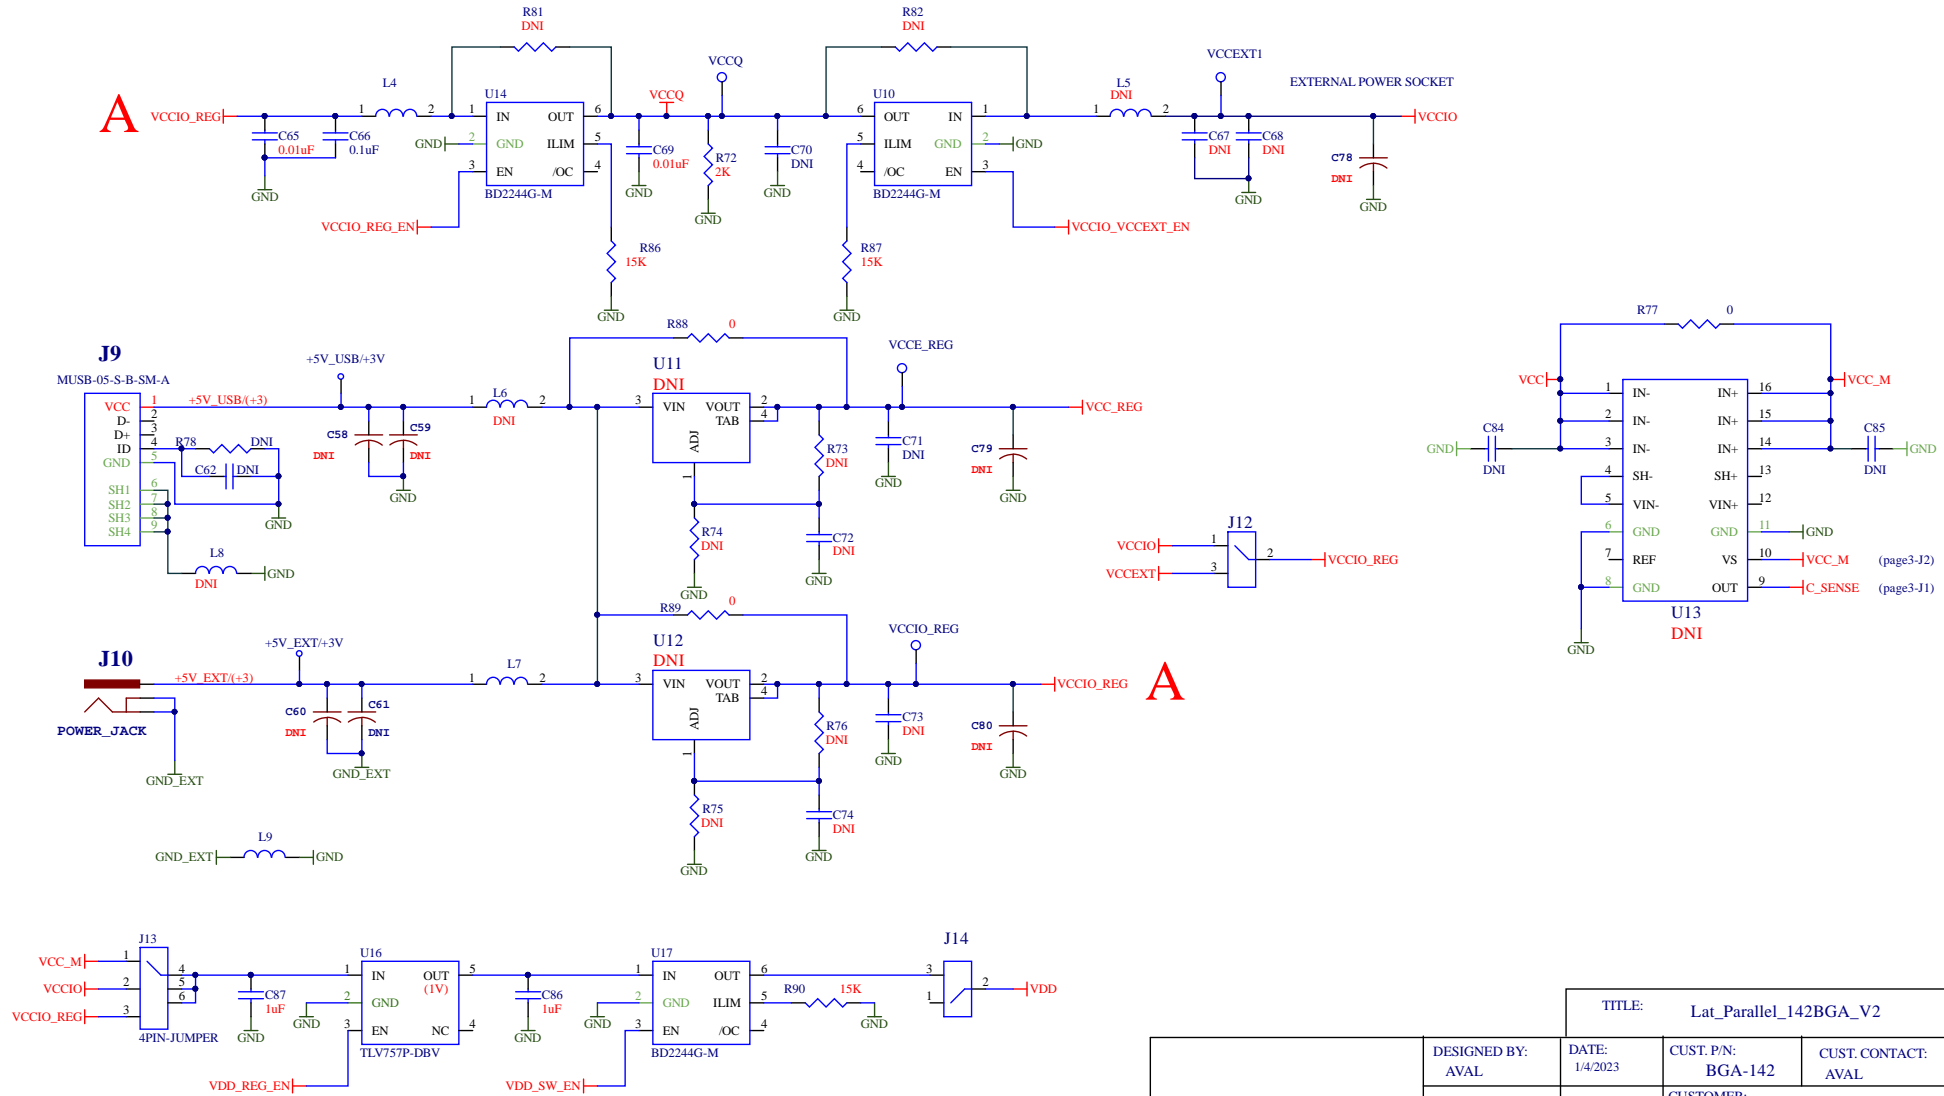 R81
DNI
R82
DNI
VCCQ
VCCEXT1
EXTERNAL POWER SOCKET
A
VCCIO_REG
L4
1
2
U14
1
IN
OUT
6
GND
2
GND
ILIM
5
3
EN
/OC
4
BD2244G-M
VCCQ
U10
6
OUT
IN
1
5
ILIM
GND
2
GND
4
/OC
EN
3
BD2244G-M
L5
DNI
1
2
VCCIO
C65
0.01uF
C66
0.1uF
GND
C69
0.01uF
GND
R72
2K
GND
C70
DNI
GND
C67
DNI
C68
DNI
GND
C78
DNI
GND
VCCIO_REG_EN
VCCIO_VCCEXT_EN
R86
15K
GND
R87
15K
GND
J9
MUSB-05-S-B-SM-A
VCC
1
D-
2
D+
3
ID
4
GND
5
SH1
6
SH2
7
SH3
8
SH4
9
+5V_USB/(+3)
+5V_USB/+3V
R78
DNI
C62
DNI
GND
L8
DNI
GND
C58
DNI
C59
DNI
GND
L6
DNI
1
2
R88
0
U11
DNI
3
VIN
VOUT
2
TAB
4
ADJ
1
VCCE_REG
VCC_REG
R73
DNI
C71
DNI
GND
C79
DNI
GND
R74
DNI
GND
C72
DNI
GND
R89
0
J10
POWER_JACK
+5V_EXT/(+3)
+5V_EXT/+3V
GND_EXT
C60
DNI
C61
DNI
GND_EXT
L7
1
2
U12
DNI
3
VIN
VOUT
2
TAB
4
ADJ
1
VCCIO_REG
VCCIO_REG
A
R76
DNI
C73
DNI
GND
C80
DNI
GND
R75
DNI
GND
C74
DNI
GND
L9
GND_EXT
GND
J12
VCCIO
1
VCCEXT
3
2
VCCIO_REG
R77
0
VCC
VCC_M
1
IN-
IN+
16
2
IN-
IN+
15
3
IN-
IN+
14
4
SH-
SH+
13
5
VIN-
VIN+
12
6
GND
GND
11
GND
7
REF
VS
10
VCC_M
(page3-J2)
8
GND
OUT
9
C_SENSE
(page3-J1)
U13
DNI
GND
C84
DNI
GND
C85
DNI
GND
J13
VCC_M
1
VCCIO
2
VCCIO_REG
3
4
5
6
4PIN-JUMPER
C87
1uF
GND
U16
1
IN
OUT
(1V)
5
2
GND
GND
3
EN
NC
4
TLV757P-DBV
VDD_REG_EN
C86
1uF
GND
U17
1
IN
OUT
6
2
GND
GND
ILIM
5
3
EN
/OC
4
BD2244G-M
VDD_SW_EN
R90
15K
GND
J14
3
1
2
VDD
TITLE:
Lat_Parallel_142BGA_V2
DESIGNED BY:
AVAL
DATE:
1/4/2023
CUST. P/N:
BGA-142
CUST. CONTACT:
AVAL
CUSTOMER: